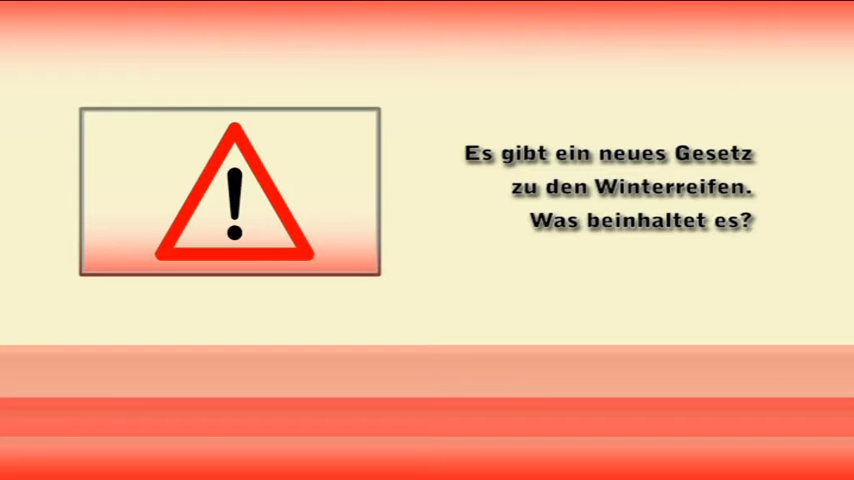 Es gibt ein neues Gesetz
zu den Winterreifen.
Was beinhaltet es?